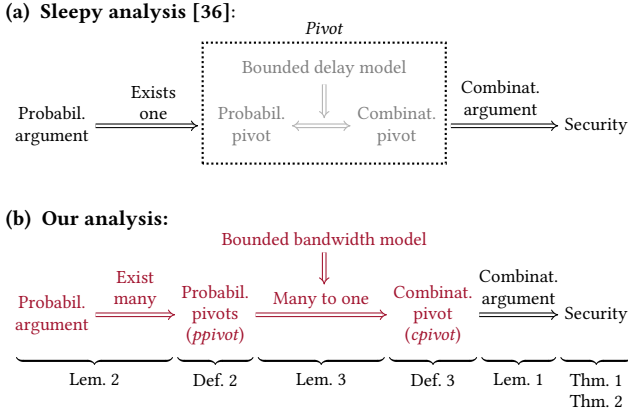 (a) Sleepy analysis [36]:
Pivot
Bounded delay model
Probabil.
argument
Exists
one
Probabil.
pivot
Combinat.
pivot
Combinat.
argument
Security
(b) Our analysis:
Bounded bandwidth model
Probabil.
argument
Exist
many
Probabil.
pivots
(ppivot)
Many to one
Combinat.
pivot
(cpivot)
Combinat.
argument
Security
Lem. 2
Def. 2
Lem. 3
Def. 3
Lem. 1
Thm. 1
Thm. 2